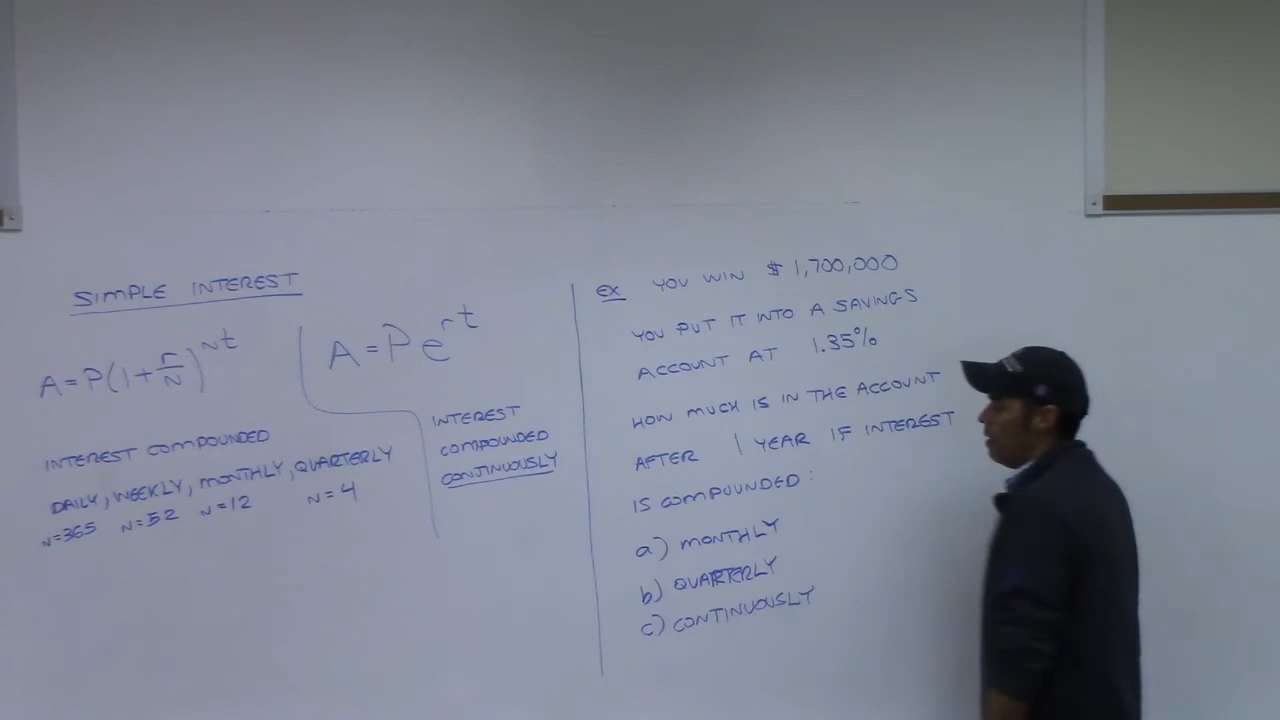 SIMPLE INTEREST
A=P(1+r/N)^Nt
INTEREST COMPOUNDED
DAILY, WEEKLY, MONTHLY, QUARTERLY
N=365 N=52 N=12 N=4
A=Pe^rt
INTEREST
COMPOUNDED
CONTINUOUSLY
EX YOU WIN $1,700,000
YOU PUT IT INTO A SAVINGS
ACCOUNT AT 1.35%
HOW MUCH IS IN THE ACCOUNT
AFTER 1 YEAR IF INTEREST
IS COMPOUNDED:
a) MONTHLY
b) QUARTERLY
c) CONTINUOUSLY